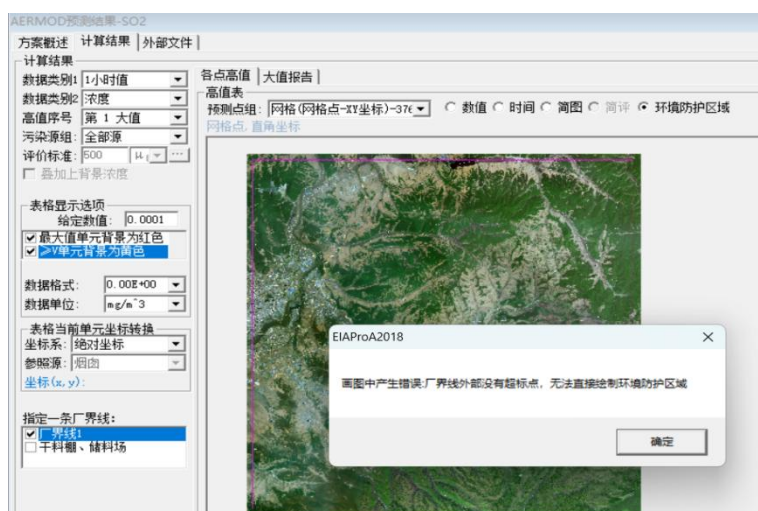 AERMOD预测结果-SO2
方案概述 计算结果 外部文件
计算结果
数据类别1 1小时值
数据类别2 浓度
高值序号 第 1 大值
污染源组: 全部源
评价标准: 500 μ ...
叠加上背景浓度
表格显示选项
给定数值: 0.0001
最大值单元背景为红色
≥V单元背景为黄色
数据格式: 0.00E+00
数据单位: mg/m^3
表格当前单元坐标转换
坐标系: 绝对坐标
参照源: 烟囱
坐标(x,y):
指定一条厂界线:
厂界线1
干料棚、储料场
各点高值 大值报告
高值表
预测点组: 网格(网格点-XY坐标)-376 数值 时间 简图 简评 环境防护区域
网格点,直角坐标
EIAProA2018
画图中产生错误:厂界线外部没有超标点,无法直接绘制环境防护区域
确定